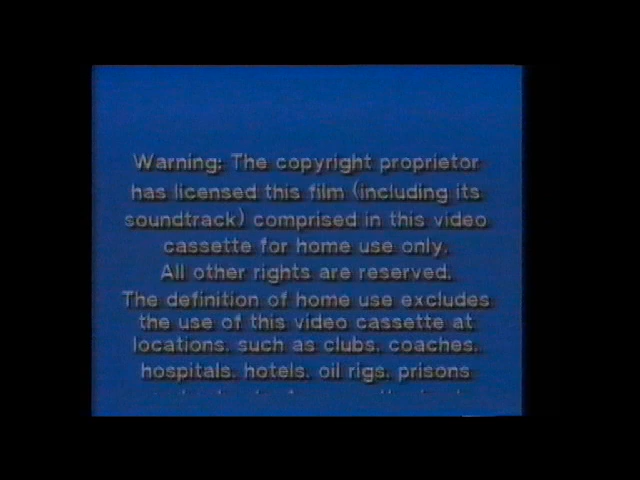 Warning: The copyright proprietor
has licensed this film (including its
soundtrack) comprised in this video
cassette for home use only.
All other rights are reserved.
The definition of home use excludes
the use of this video cassette at
locations. such as clubs. coaches.
hospitals. hotels. oil rigs. prisons